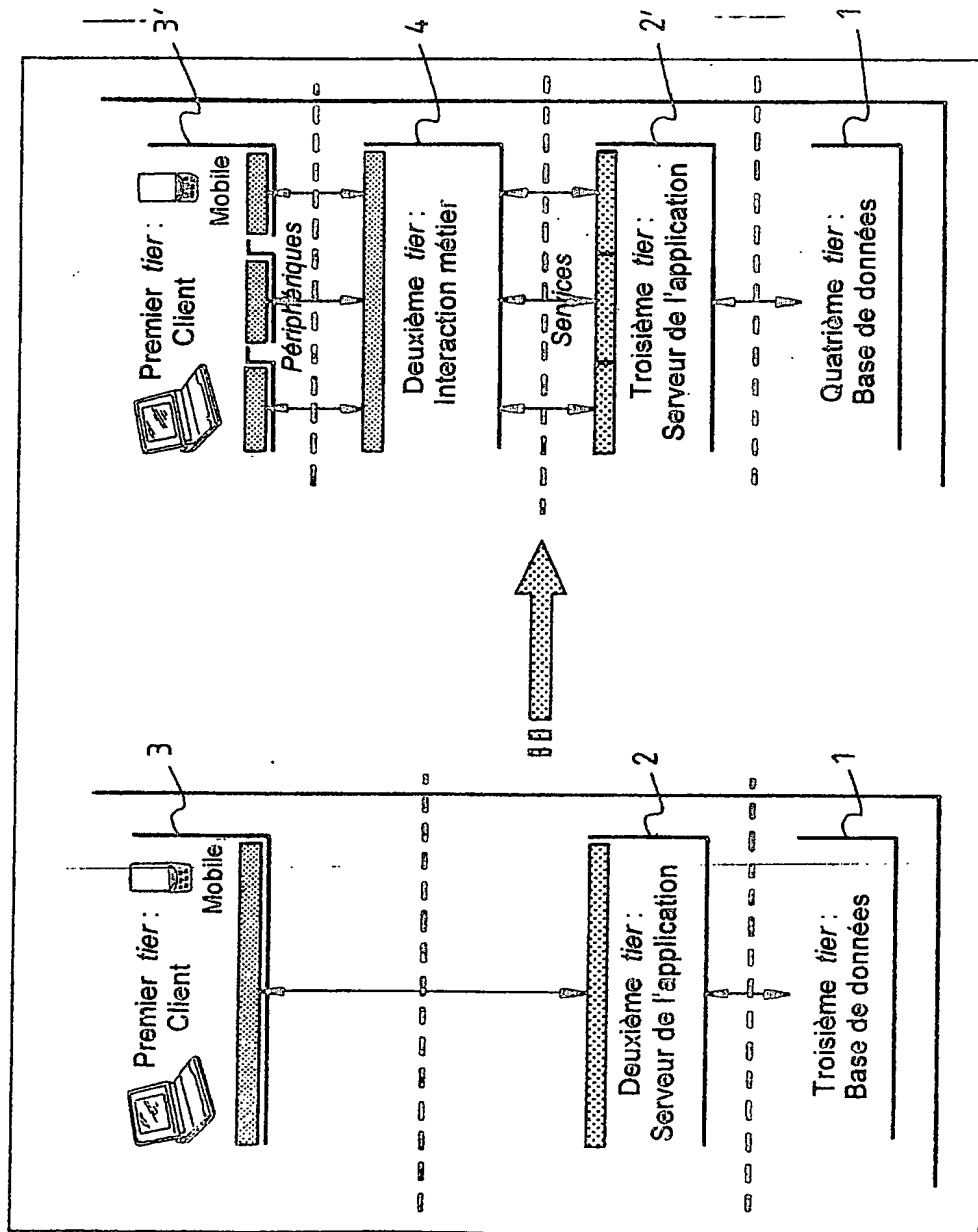 3
Premier tier :
Client
Mobile
Deuxième tier :
Serveur de l'application
2
Troisième tier :
Base de données
1
3'
Premier tier :
Client
Mobile
Périphériques
4
Deuxième tier :
Interaction métier
Services
2'
Troisième tier :
Serveur de l'application
Quatrième tier :
Base de données
1